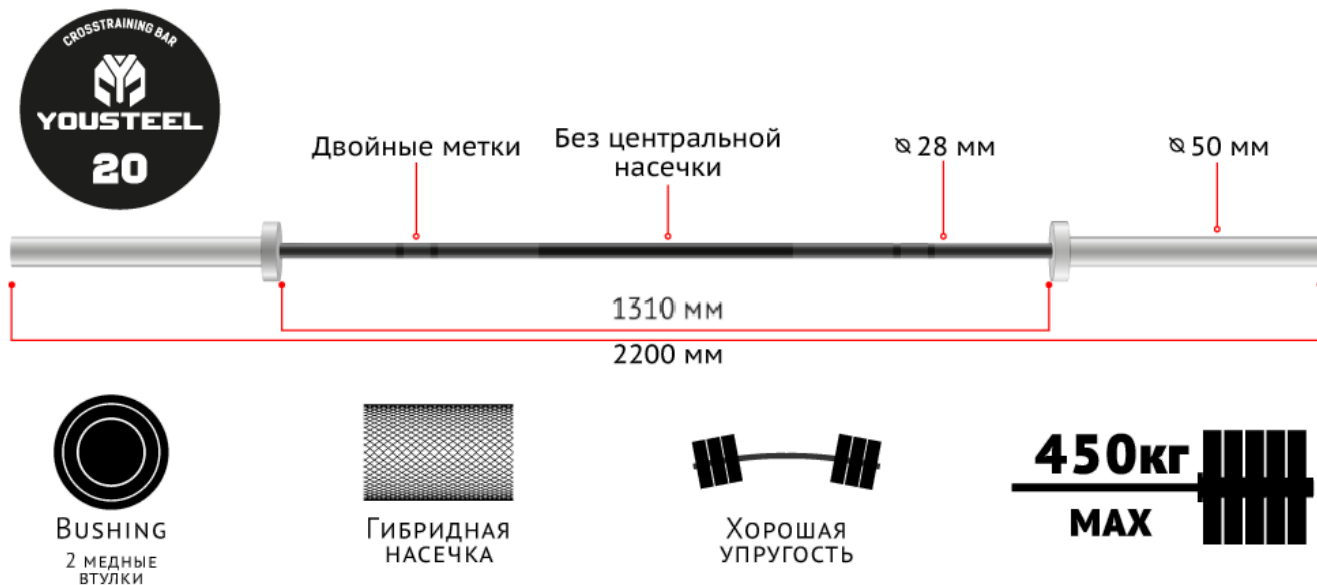 CROSSTRAINING BAR
YOUSTEEL
20
Двойные метки
Без центральной
насечки
⌀ 28 мм
⌀ 50 мм
1310 мм
2200 мм
BUSHING
2 МЕДНЫЕ
ВТУЛКИ
ГИБРИДНАЯ
НАСЕЧКА
ХОРОШАЯ
УПРУГОСТЬ
450кг
MAX